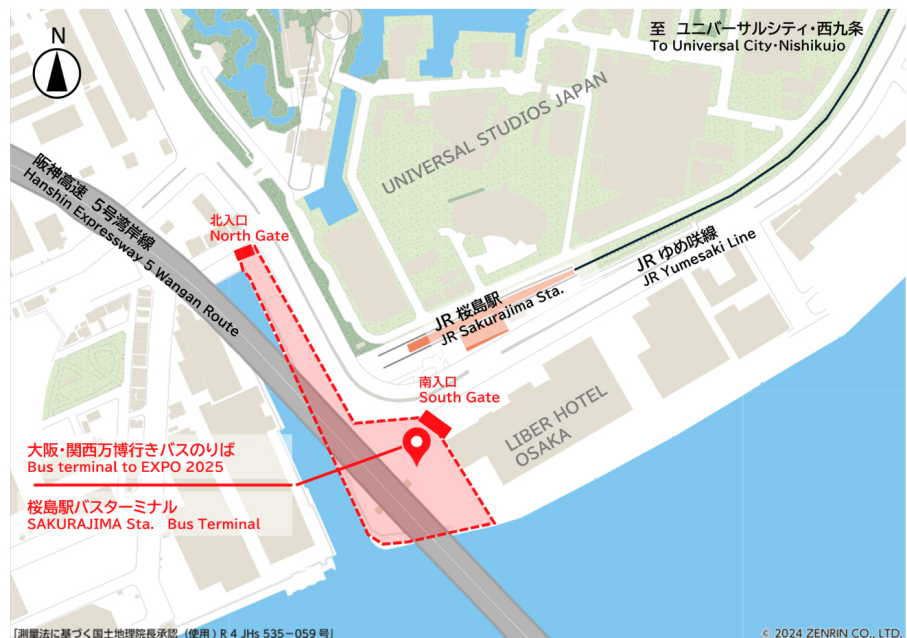 N
至 ユニバーサルシティ・西九条
To Universal City・Nishikujo
UNIVERSAL STUDIOS JAPAN
阪神高速 5号湾岸線
Hanshin Expressway 5 Wangan Route
北入口
North Gate
JR ゆめ咲線
JR Yumesaki Line
JR 桜島駅
JR Sakurajima Sta.
南入口
South Gate
LIBER HOTEL
OSAKA
大阪・関西万博行きバスのりば
Bus terminal to EXPO 2025
桜島駅バスターミナル
SAKURAJIMA Sta. Bus Terminal
「測量法に基づく国土地理院長承認（使用）R 4 JHs 535－059 号」
© 2024 ZENRIN CO., LTD.